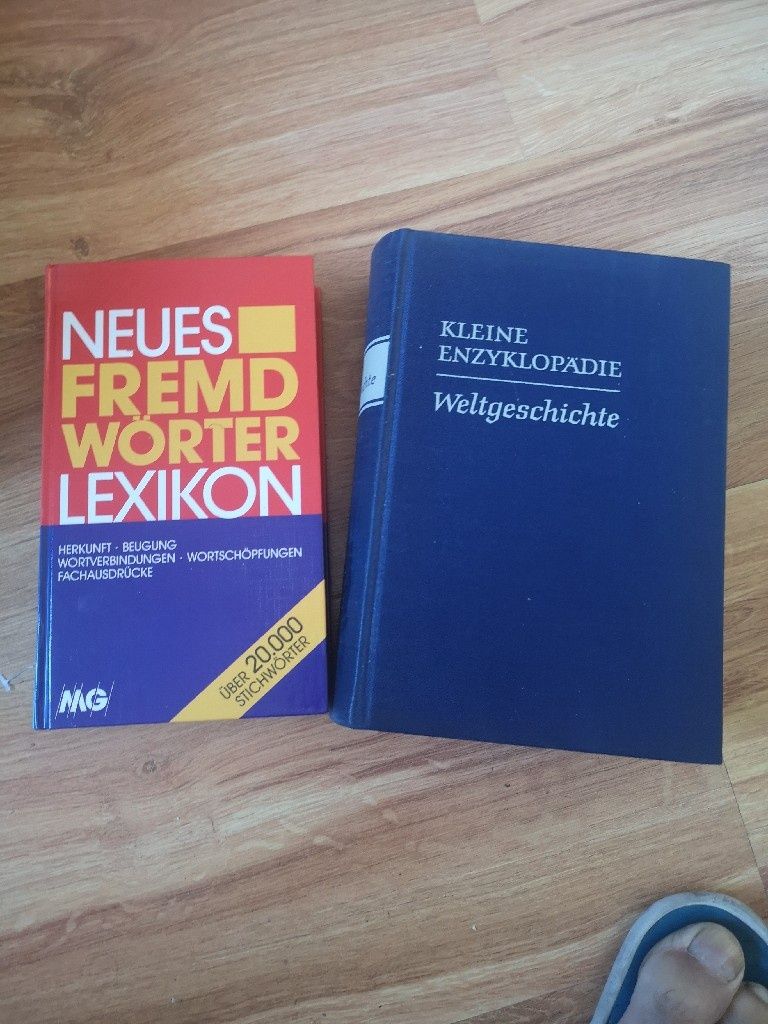 NEUES
FREMD
WÖRTER
LEXIKON
HERKUNFT · BEUGUNG
WORTVERBINDUNGEN · WORTSCHÖPFUNGEN
FACHAUSDRÜCKE
ÜBER 20.000
STICHWÖRTER
MG
KLEINE
ENZYKLOPÄDIE
Weltgeschichte